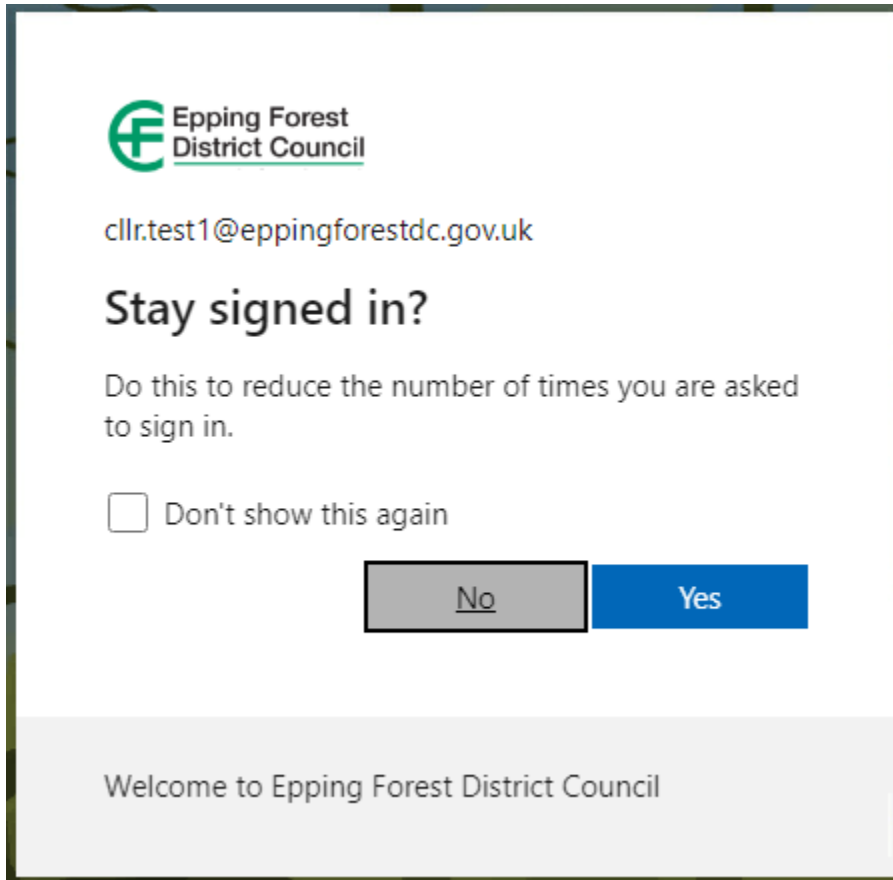 Epping Forest
District Council
cllr.test1@eppingforestdc.gov.uk
Stay signed in?
Do this to reduce the number of times you are asked
to sign in.
Don't show this again
No Yes
Welcome to Epping Forest District Council